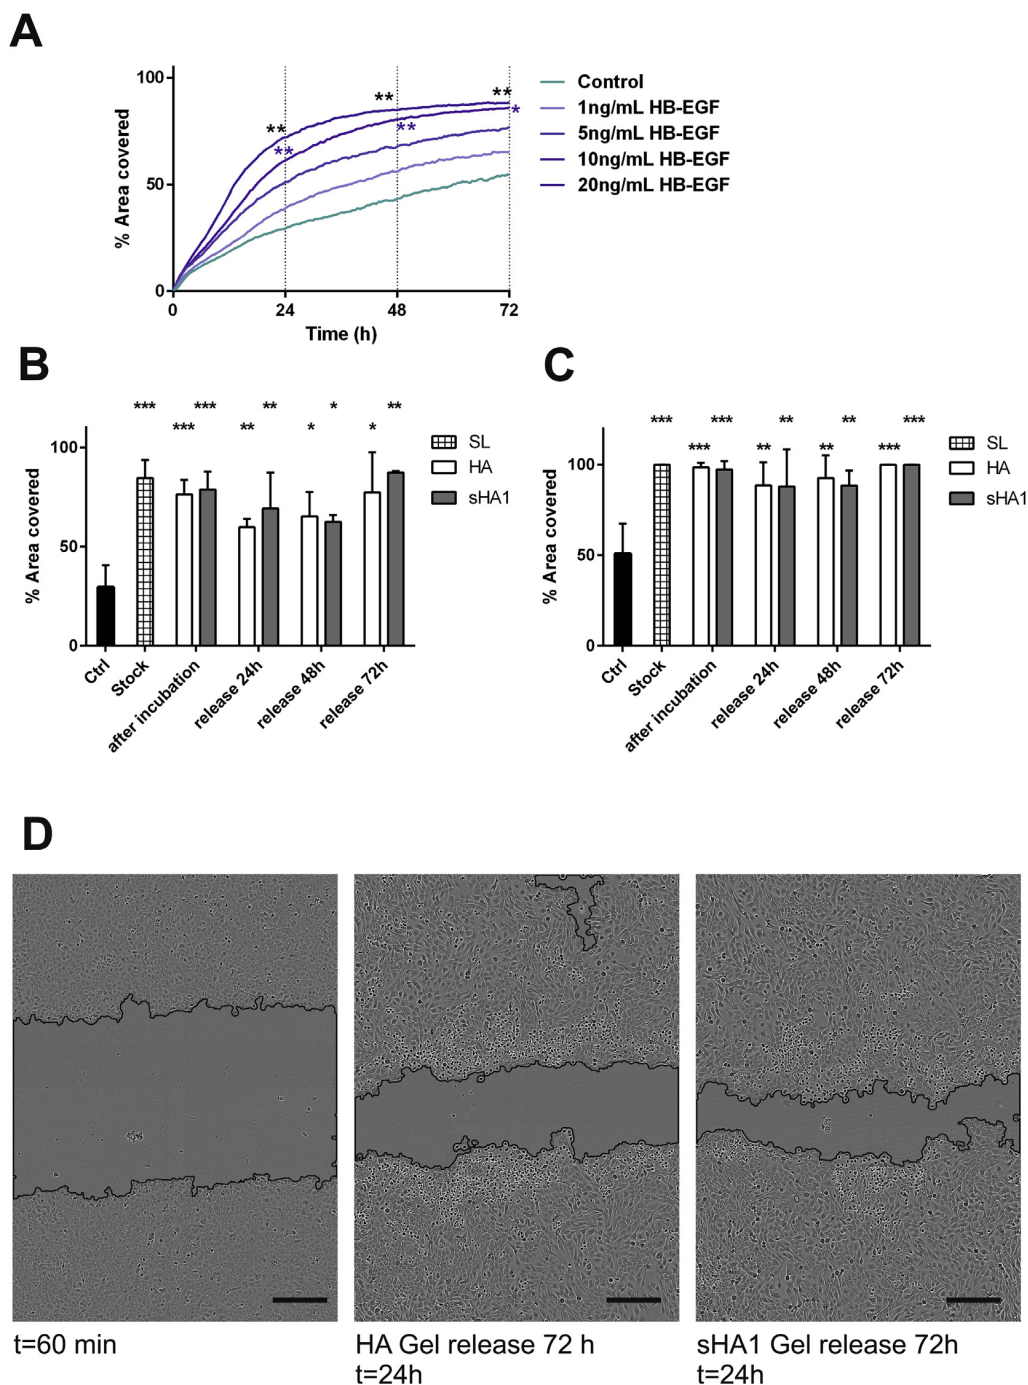 A
100
50
0
% Area covered
0 24 48 72
Time (h)
** ** **
** ** *
Control
1ng/mL HB-EGF
5ng/mL HB-EGF
10ng/mL HB-EGF
20ng/mL HB-EGF
B
*** *** ** * **
*** ** * *
100
50
0
% Area covered
Ctrl
Stock
after incubation
release 24h
release 48h
release 72h
SL
HA
sHA1
C
*** *** ** ** ***
*** ** ** ***
100
50
0
% Area covered
Ctrl
Stock
after incubation
release 24h
release 48h
release 72h
SL
HA
sHA1
D
t=60 min
HA Gel release 72 h
t=24h
sHA1 Gel release 72h
t=24h